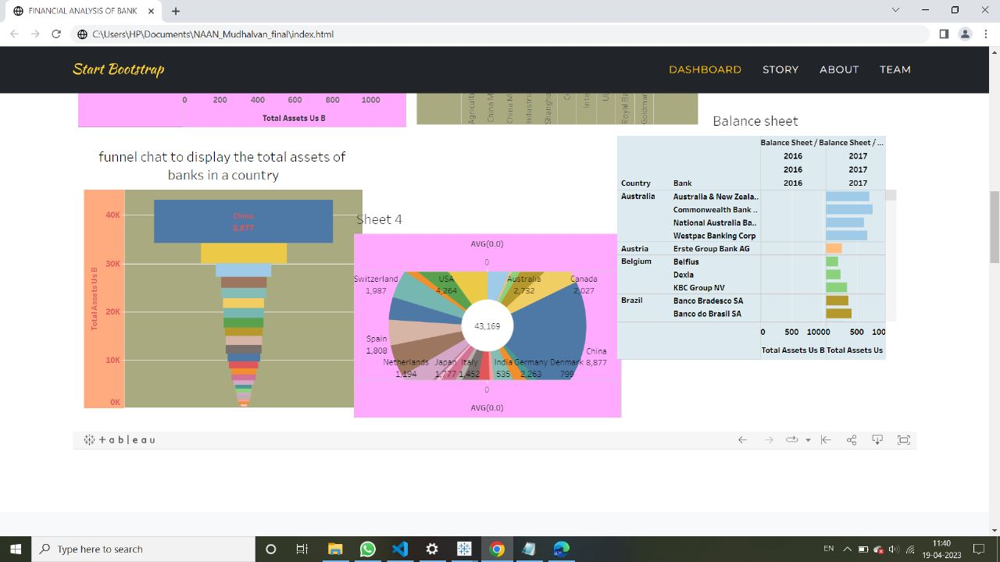 FINANCIAL ANALYSIS OF BANK
C:\Users\HP\Documents\NAAN_Mudhalvan_final\index.html
Start Bootstrap
DASHBOARD STORY ABOUT TEAM
0 200 400 600 800 1000
Total Assets Us B
Agricultu
China M
China M
Industria
Shangha
Inte
Royal Ba
Goldman
Balance sheet
Balance Sheet / Balance Sheet / ...
2016 2017
2016 2017
Country Bank 2016 2017
Australia Australia & New Zeala..
Commonwealth Bank ..
National Australia Ba..
Westpac Banking Corp
Austria Erste Group Bank AG
Belgium Belfius
Dexia
KBC Group NV
Brazil Banco Bradesco SA
Banco do Brasil SA
0 500 1000 0 500 100
Total Assets Us B Total Assets Us
funnel chat to display the total assets of
banks in a country
Total Assets Us B
40K
30K
20K
10K
0K
China
8,877
Sheet 4
AVG(0.0)
0
Switzerland
1,987
USA
4,264
Australia
2,732
Canada
2,027
43,169
Spain
1,808
China
8,877
Netherlands
1,194
Japan
1,777
Italy
1,452
India
535
Germany
2,263
Denmark
799
0
AVG(0.0)
+ a b | e a u
Type here to search
EN
11:40
19-04-2023